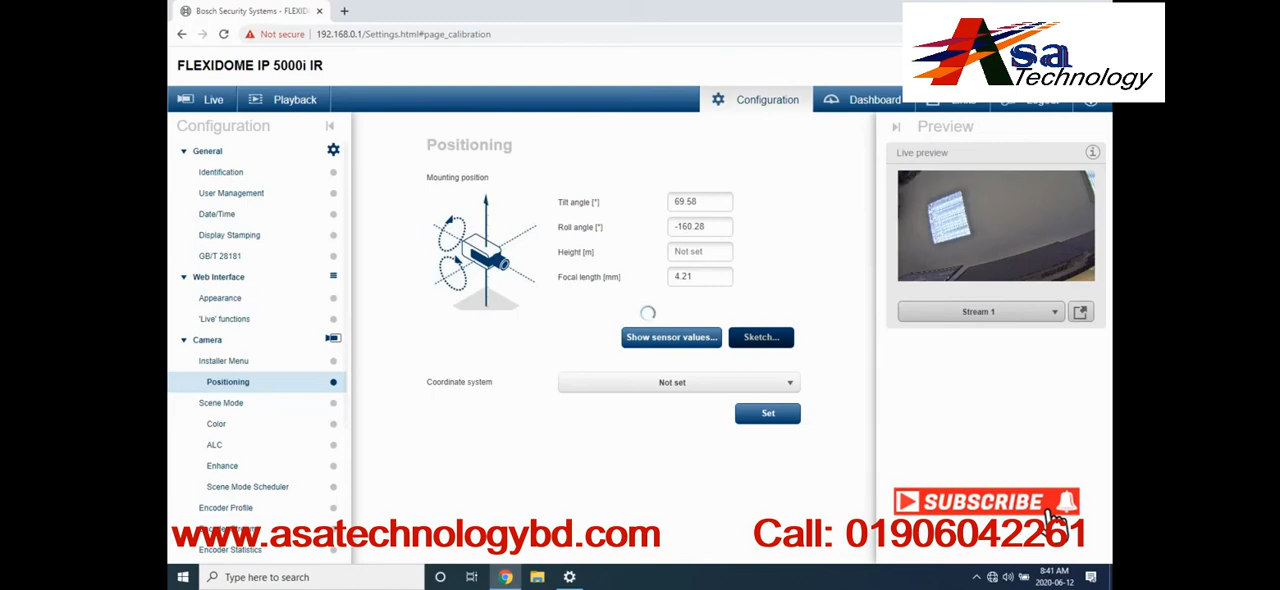 Bosch Security Systems - FLEXID
Not secure
192.168.0.1/Settings.html#page_calibration
Asa
Technology
FLEXIDOME IP 5000i IR
Live
Playback
Configuration
Dashboard
Configuration
General
Identification
User Management
Date/Time
Display Stamping
GB/T 28181
Web Interface
Appearance
'Live' functions
Camera
Installer Menu
Positioning
Scene Mode
Color
ALC
Enhance
Scene Mode Scheduler
Encoder Profile
Encoder Statistics
Positioning
Mounting position
Tilt angle [°] 69.58
Roll angle [°] -160.28
Height [m] Not set
Focal length [mm] 4.21
Show sensor values... Sketch...
Coordinate system Not set
Set
Preview
Live preview
Stream 1
SUBSCRIBE
www.asatechnologybd.com Call: 01906042261
Type here to search
8:41 AM
2020-06-12